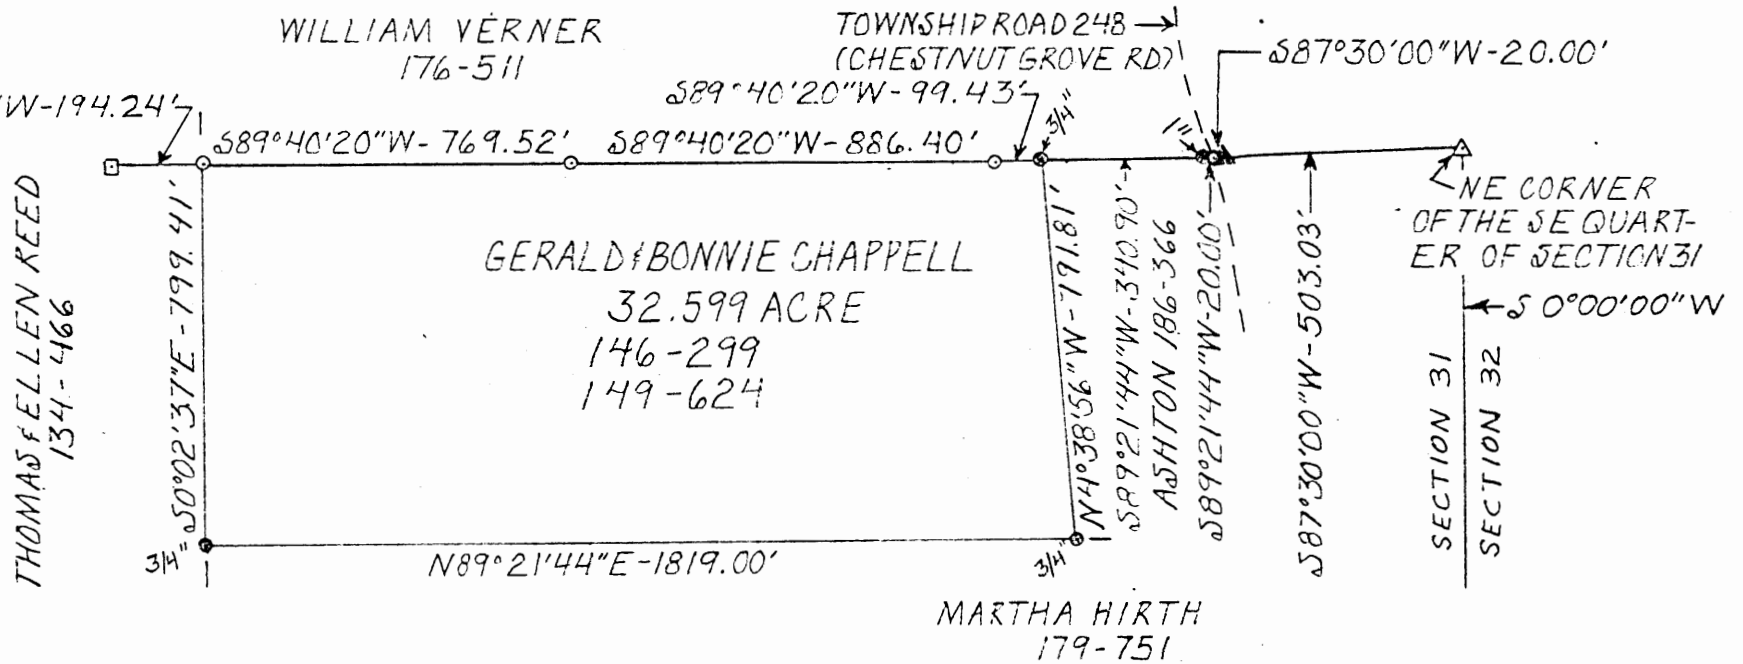 WILLIAM VERNER
176-511
TOWNSHIP ROAD 248
(CHESTNUT GROVE RD.)
S87°30'00"W-20.00'
"W-194.24'
S89°40'20"W-99.43'
3/4"
1"
S89°40'20"W-769.52'
S89°40'20"W-886.40'
NE CORNER
OF THE SE QUART-
ER OF SECTION 31
S 0°00'00"W
THOMAS & ELLEN REED
134-466
S0°02'37"E-799.41'
GERALD & BONNIE CHAPPELL
32.599 ACRE
146-299
149-624
N4°38'56"W-791.81'
S89°21'44"W-340.90'
ASHTON 186-366
S89°21'44"W-20.00'
S87°30'00"W-503.03'
SECTION 31
SECTION 32
3/4"
N89°21'44"E-1819.00'
3/4"
MARTHA HIRTH
179-751